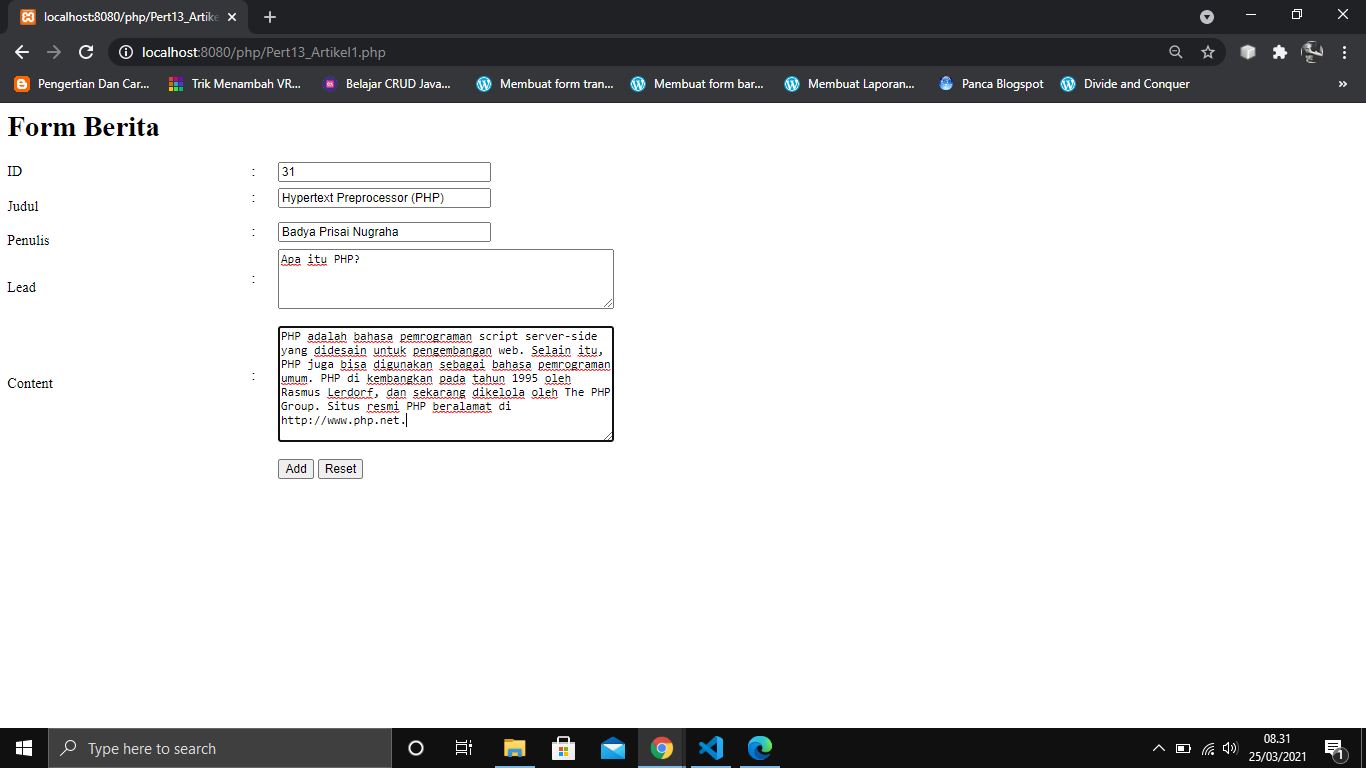 localhost:8080/php/Pert13_Artike
localhost:8080/php/Pert13_Artikel1.php
Pengertian Dan Car... Trik Menambah VR... Belajar CRUD Java... Membuat form tran... Membuat form bar... Membuat Laporan... Panca Blogspot Divide and Conquer »
Form Berita
ID : 31
Judul : Hypertext Preprocessor (PHP)
Penulis : Badya Prisai Nugraha
Lead : Apa itu PHP?
Content :
PHP adalah bahasa pemrograman script server-side
yang didesain untuk pengembangan web. Selain itu,
PHP juga bisa digunakan sebagai bahasa pemrograman
umum. PHP di kembangkan pada tahun 1995 oleh
Rasmus Lerdorf, dan sekarang dikelola oleh The PHP
Group. Situs resmi PHP beralamat di
http://www.php.net.
Add Reset
Type here to search
08.31
25/03/2021
1